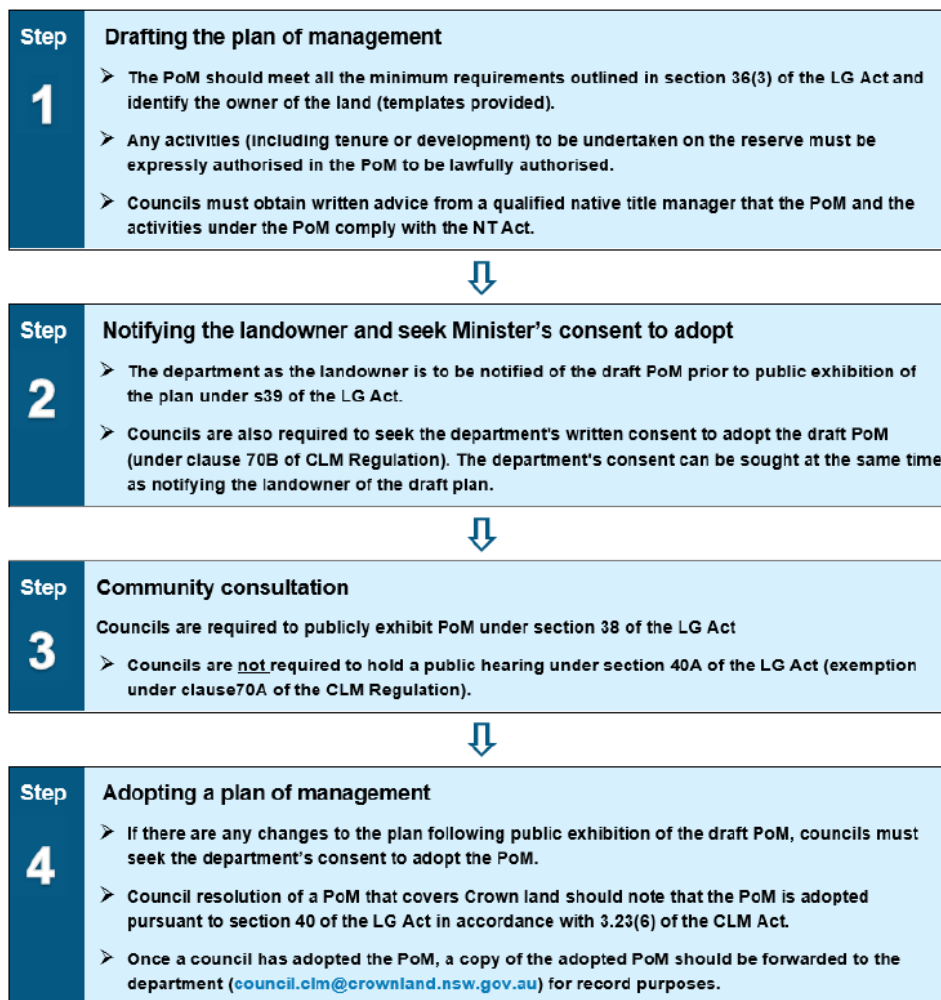 Step
1
Drafting the plan of management
➤ The PoM should meet all the minimum requirements outlined in section 36(3) of the LG Act and
identify the owner of the land (templates provided).
➤ Any activities (including tenure or development) to be undertaken on the reserve must be
expressly authorised in the PoM to be lawfully authorised.
➤ Councils must obtain written advice from a qualified native title manager that the PoM and the
activities under the PoM comply with the NT Act.
Step
2
Notifying the landowner and seek Minister's consent to adopt
➤ The department as the landowner is to be notified of the draft PoM prior to public exhibition of
the plan under s39 of the LG Act.
➤ Councils are also required to seek the department's written consent to adopt the draft PoM
(under clause 70B of CLM Regulation). The department's consent can be sought at the same time
as notifying the landowner of the draft plan.
Step
3
Community consultation
Councils are required to publicly exhibit PoM under section 38 of the LG Act
➤ Councils are not required to hold a public hearing under section 40A of the LG Act (exemption
under clause70A of the CLM Regulation).
Step
4
Adopting a plan of management
➤ If there are any changes to the plan following public exhibition of the draft PoM, councils must
seek the department's consent to adopt the PoM.
➤ Council resolution of a PoM that covers Crown land should note that the PoM is adopted
pursuant to section 40 of the LG Act in accordance with 3.23(6) of the CLM Act.
➤ Once a council has adopted the PoM, a copy of the adopted PoM should be forwarded to the
department (council.clm@crownland.nsw.gov.au) for record purposes.